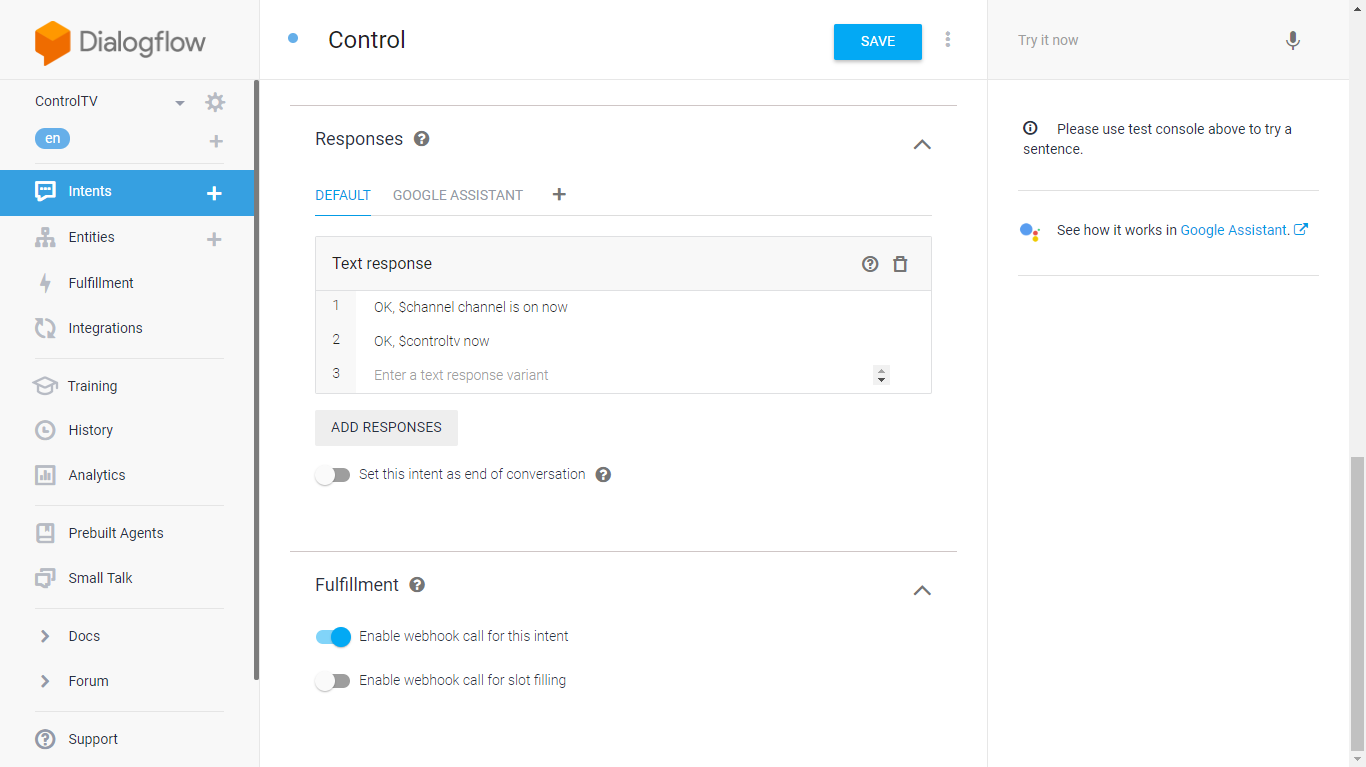 Dialogflow
Control
SAVE
Try it now
ControlTV
en
Intents
Entities
Fulfillment
Integrations
Training
History
Analytics
Prebuilt Agents
Small Talk
Docs
Forum
Support
Responses
DEFAULT
GOOGLE ASSISTANT
Text response
1 OK, $channel channel is on now
2 OK, $controltv now
3 Enter a text response variant
ADD RESPONSES
Set this intent as end of conversation
Fulfillment
Enable webhook call for this intent
Enable webhook call for slot filling
Please use test console above to try a
sentence.
See how it works in Google Assistant.